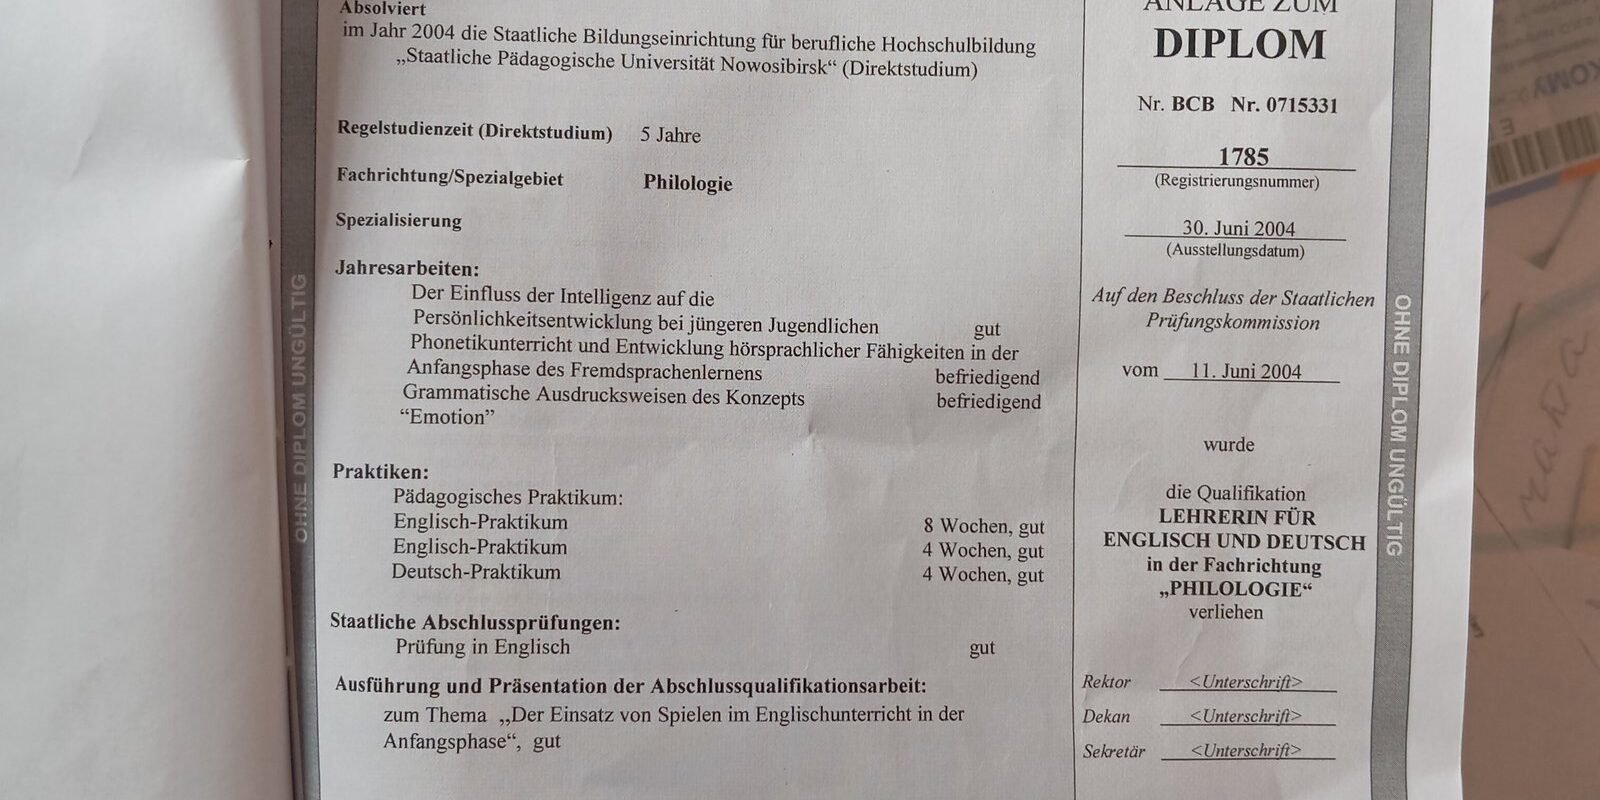 Absolviert
im Jahr 2004 die Staatliche Bildungseinrichtung für berufliche Hochschulbildung
„Staatliche Pädagogische Universität Nowosibirsk“ (Direktstudium)
Regelstudienzeit (Direktstudium) 5 Jahre
Fachrichtung/Spezialgebiet Philologie
Spezialisierung
Jahresarbeiten:
Der Einfluss der Intelligenz auf die
Persönlichkeitsentwicklung bei jüngeren Jugendlichen gut
Phonetikunterricht und Entwicklung hörsprachlicher Fähigkeiten in der
Anfangsphase des Fremdsprachenlernens befriedigend
Grammatische Ausdrucksweisen des Konzepts befriedigend
“Emotion”
Praktiken:
Pädagogisches Praktikum:
Englisch-Praktikum 8 Wochen, gut
Englisch-Praktikum 4 Wochen, gut
Deutsch-Praktikum 4 Wochen, gut
Staatliche Abschlussprüfungen:
Prüfung in Englisch gut
Ausführung und Präsentation der Abschlussqualifikationsarbeit:
zum Thema „Der Einsatz von Spielen im Englischunterricht in der
Anfangsphase“, gut
ANLAGE ZUM
DIPLOM
Nr. BCB Nr. 0715331
1785
(Registrierungsnummer)
30. Juni 2004
(Ausstellungsdatum)
Auf den Beschluss der Staatlichen
Prüfungskommission
vom 11. Juni 2004
wurde
die Qualifikation
LEHRERIN FÜR
ENGLISCH UND DEUTSCH
in der Fachrichtung
„PHILOLOGIE“
verliehen
Rektor <Unterschrift>
Dekan <Unterschrift>
Sekretär <Unterschrift>
OHNE DIPLOM UNGÜLTIG
OHNE DIPLOM UNGÜLTIG